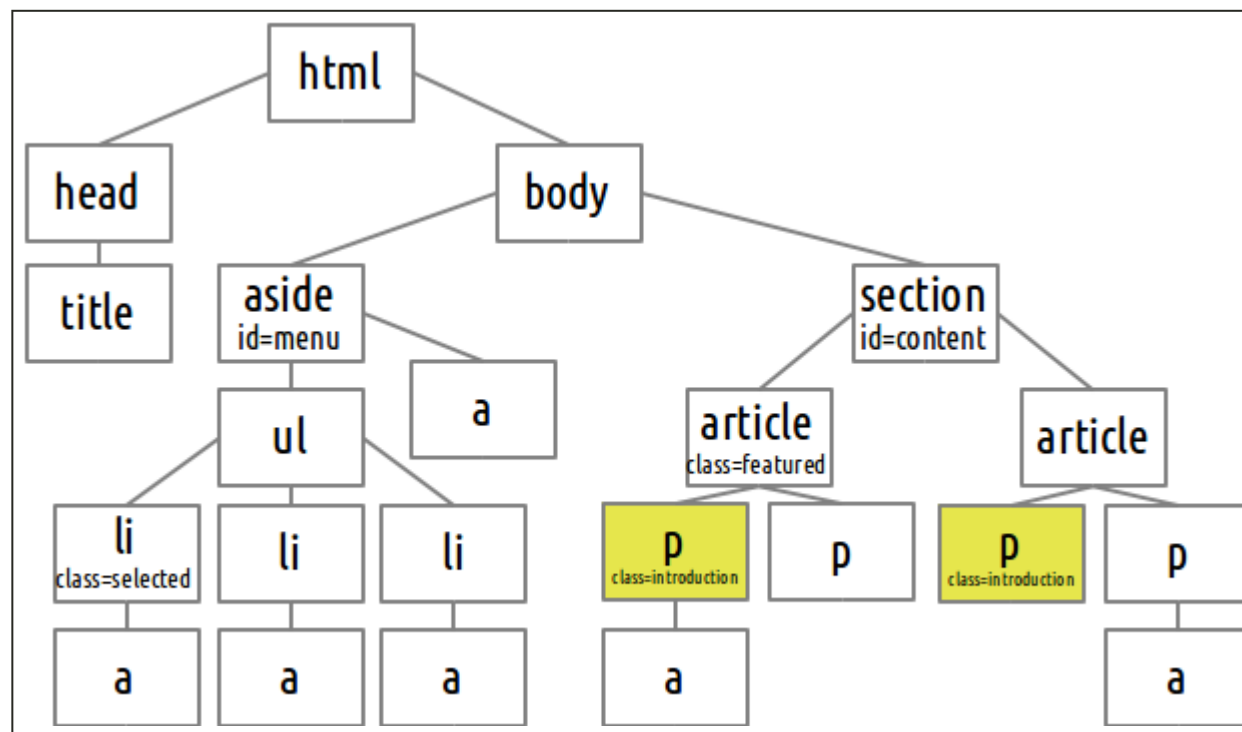 html
head
body
title
aside
id=menu
section
id=content
ul
a
article
class=featured
article
li
class=selected
li
li
p
class=introduction
p
p
class=introduction
p
a
a
a
a
a